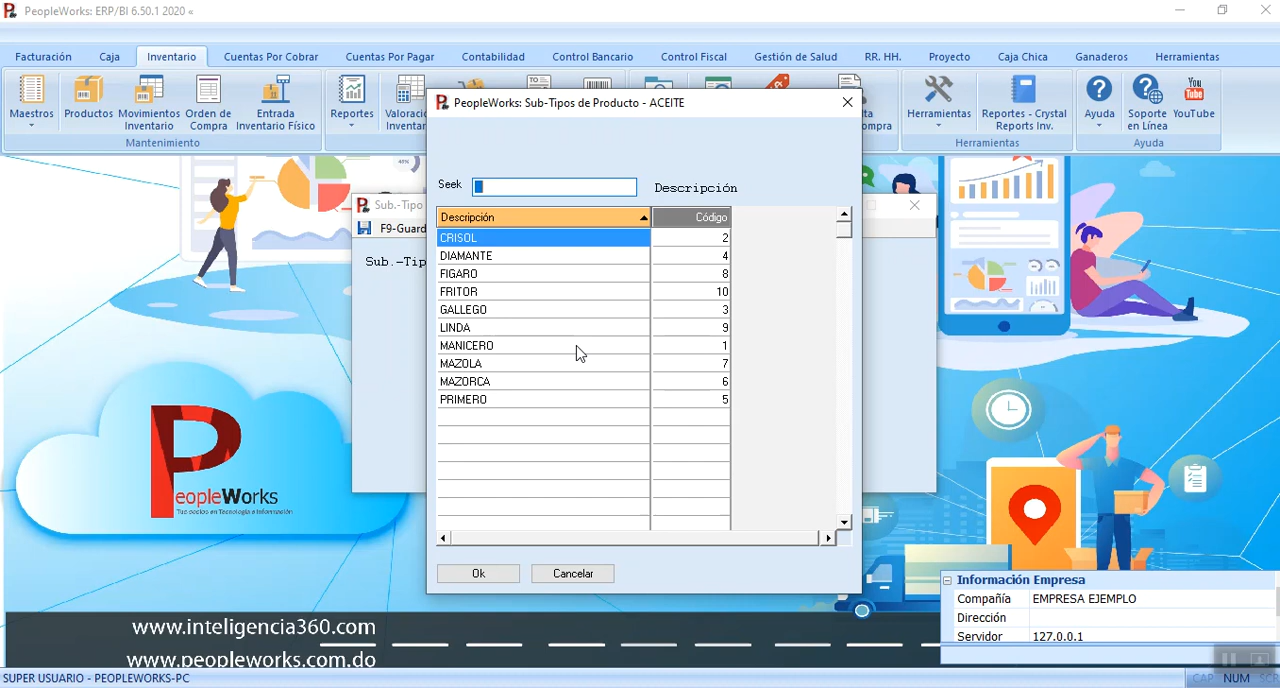 PeopleWorks: ERP/BI 6.50.1 2020 «
Facturación Caja Inventario Cuentas Por Cobrar Cuentas Por Pagar Contabilidad Control Bancario Control Fiscal Gestión de Salud RR. HH. Proyecto Caja Chica Ganaderos Herramientas
Maestros Productos Movimientos Inventario Orden de Compra Entrada Inventario Físico Reportes
Herramientas Reportes - Crystal Reports Inv. Ayuda Soporte en Línea YouTube
Mantenimiento Herramientas Ayuda
PeopleWorks: Sub-Tipos de Producto - ACEITE
Sub.-Tipo
F9-Guard
Sub.-Tip
Seek Descripción
Descripción Código
CRISOL 2
DIAMANTE 4
FIGARO 8
FRITOR 10
GALLEGO 3
LINDA 9
MANICERO 1
MAZOLA 7
MAZORCA 6
PRIMERO 5
Ok Cancelar
PeopleWorks
Información Empresa
Compañía EMPRESA EJEMPLO
Dirección
Servidor 127.0.0.1
www.inteligencia360.com
www.peopleworks.com.do
SUPER USUARIO - PEOPLEWORKS-PC
CAP NUM SCR